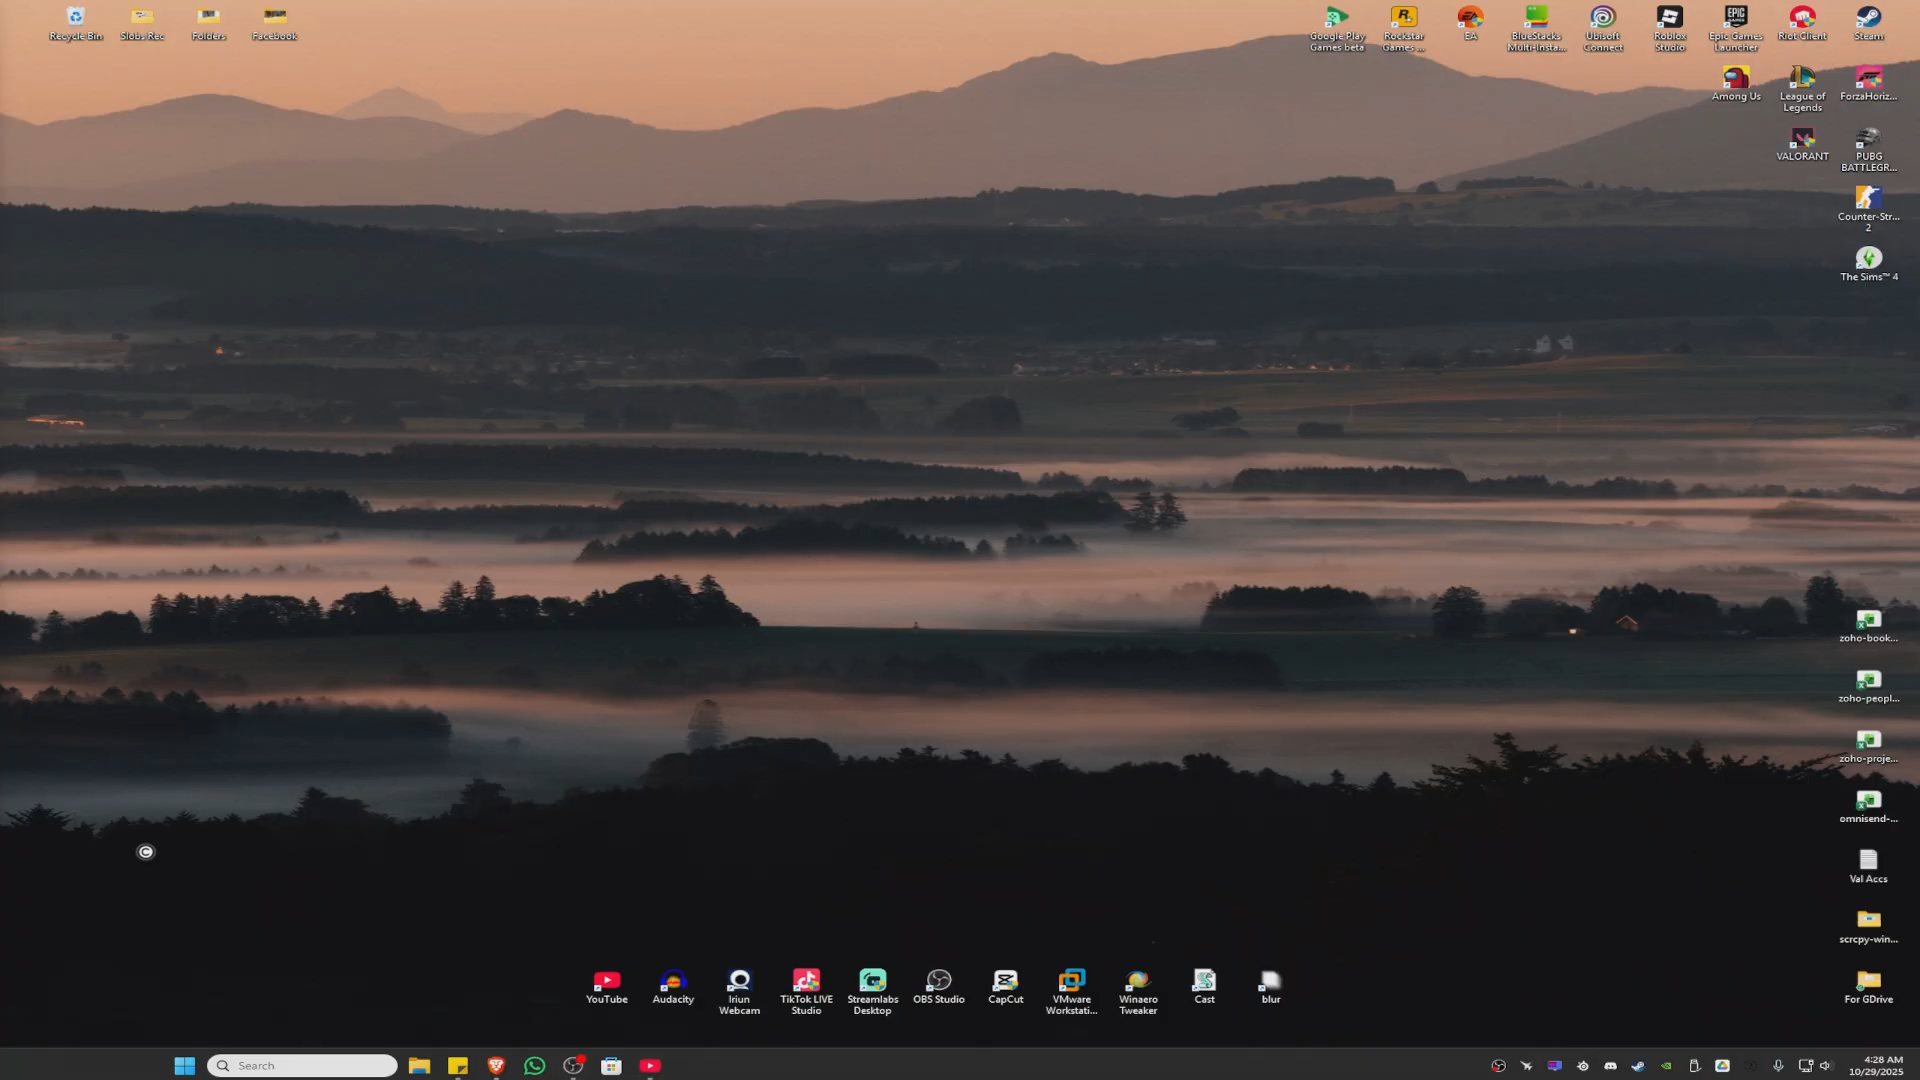 Recycle Bin
Slobs Rec
Folders
Facebook
Google Play
Games beta
Rockstar
Games ...
EA
BlueStacks
Multi-Insta...
Ubisoft
Connect
Roblox
Studio
Epic Games
Launcher
Riot Client
Steam
Among Us
League of
Legends
ForzaHoriz...
VALORANT
PUBG
BATTLEGR...
Counter-Str...
2
The Sims™ 4
zoho-book...
zoho-peopl...
zoho-proje...
omnisend-...
Val Accs
scrcpy-win...
For GDrive
YouTube
Audacity
Iriun
Webcam
TikTok LIVE
Studio
Streamlabs
Desktop
OBS Studio
CapCut
VMware
Workstati...
Winaero
Tweaker
Cast
blur
Search
4:28 AM
10/29/2025